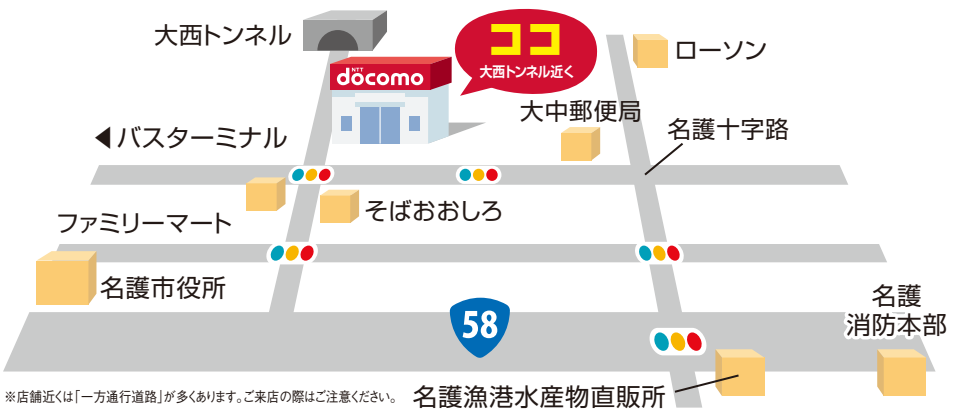 大西トンネル
ココ
大西トンネル近く
ローソン
NTT
docomo
大中郵便局
名護十字路
◀バスターミナル
そばおおしろ
ファミリーマート
名護市役所
58
名護
消防本部
名護漁港水産物直販所
※店舗近くは「一方通行道路」が多くあります。ご来店の際はご注意ください。